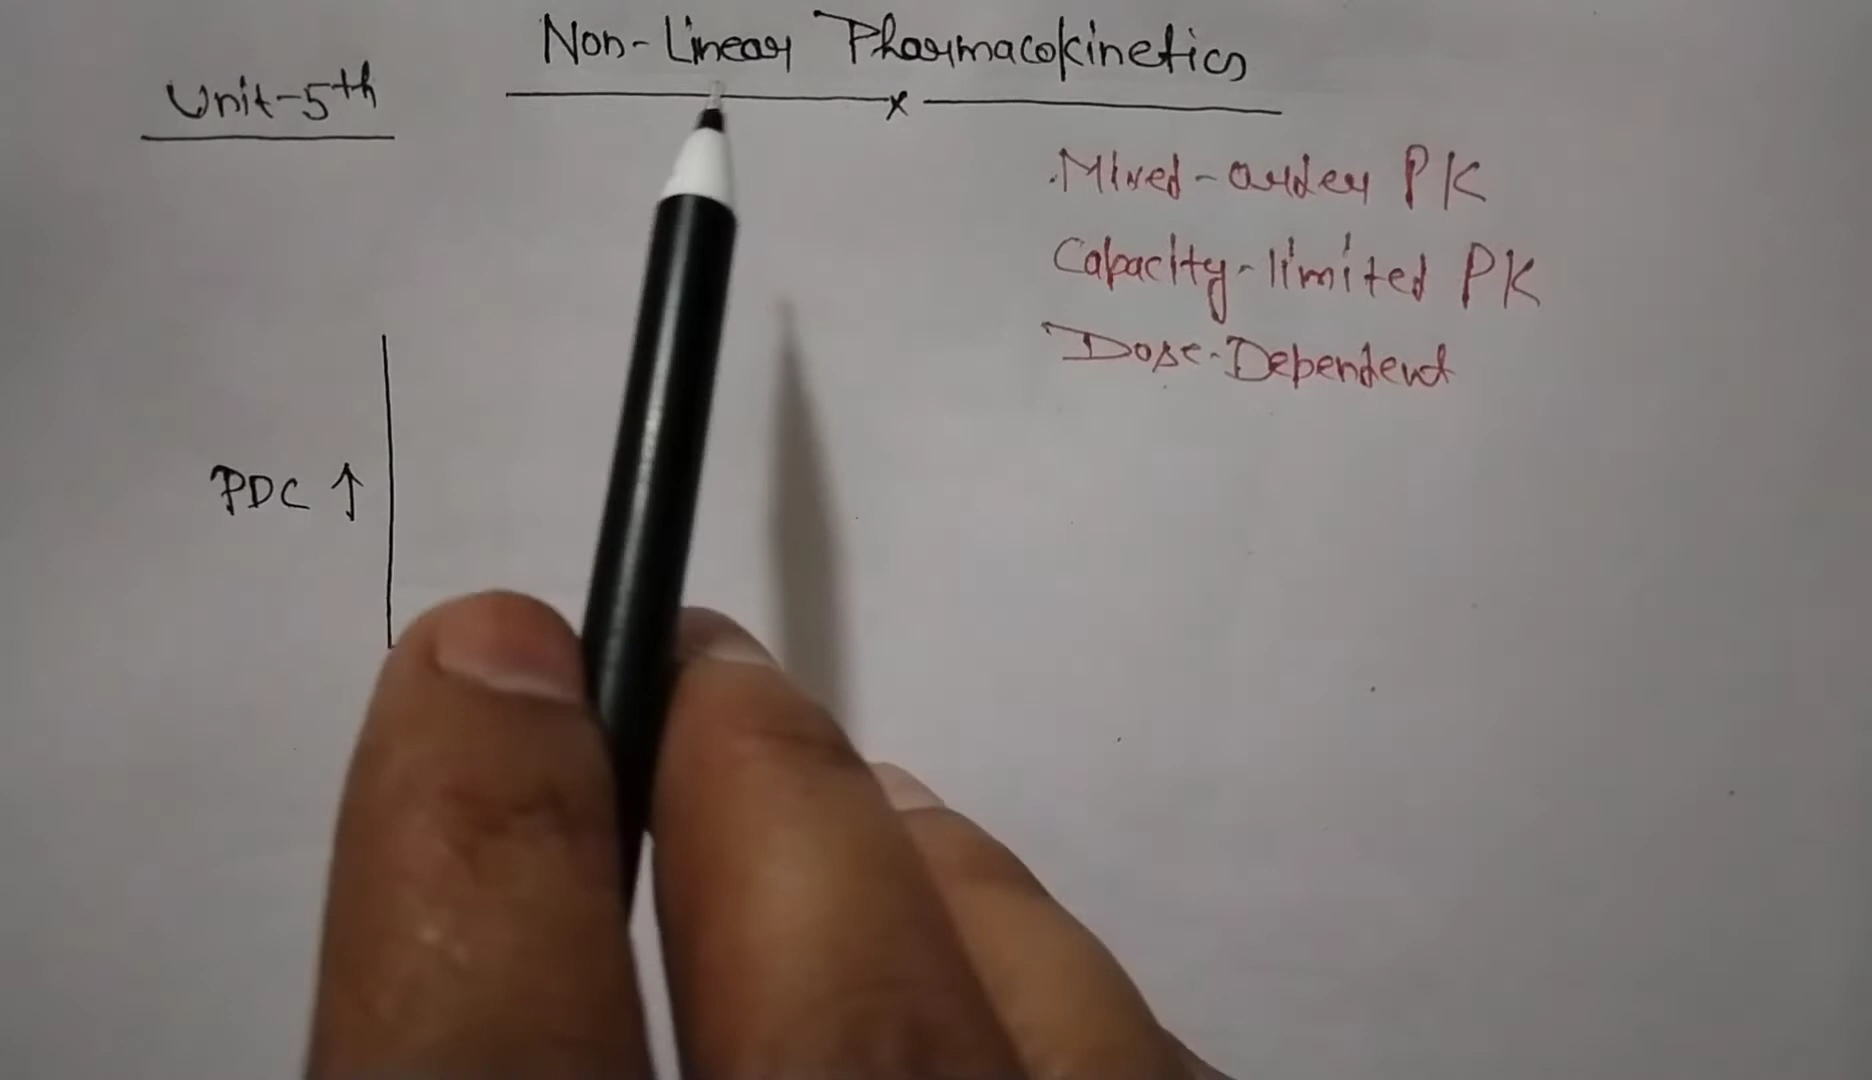 Non-Linear Pharmacokinetics
Unit-5th
x
Mixed-order PK
Capacity-limited PK
Dose-Dependent
PDC ↑